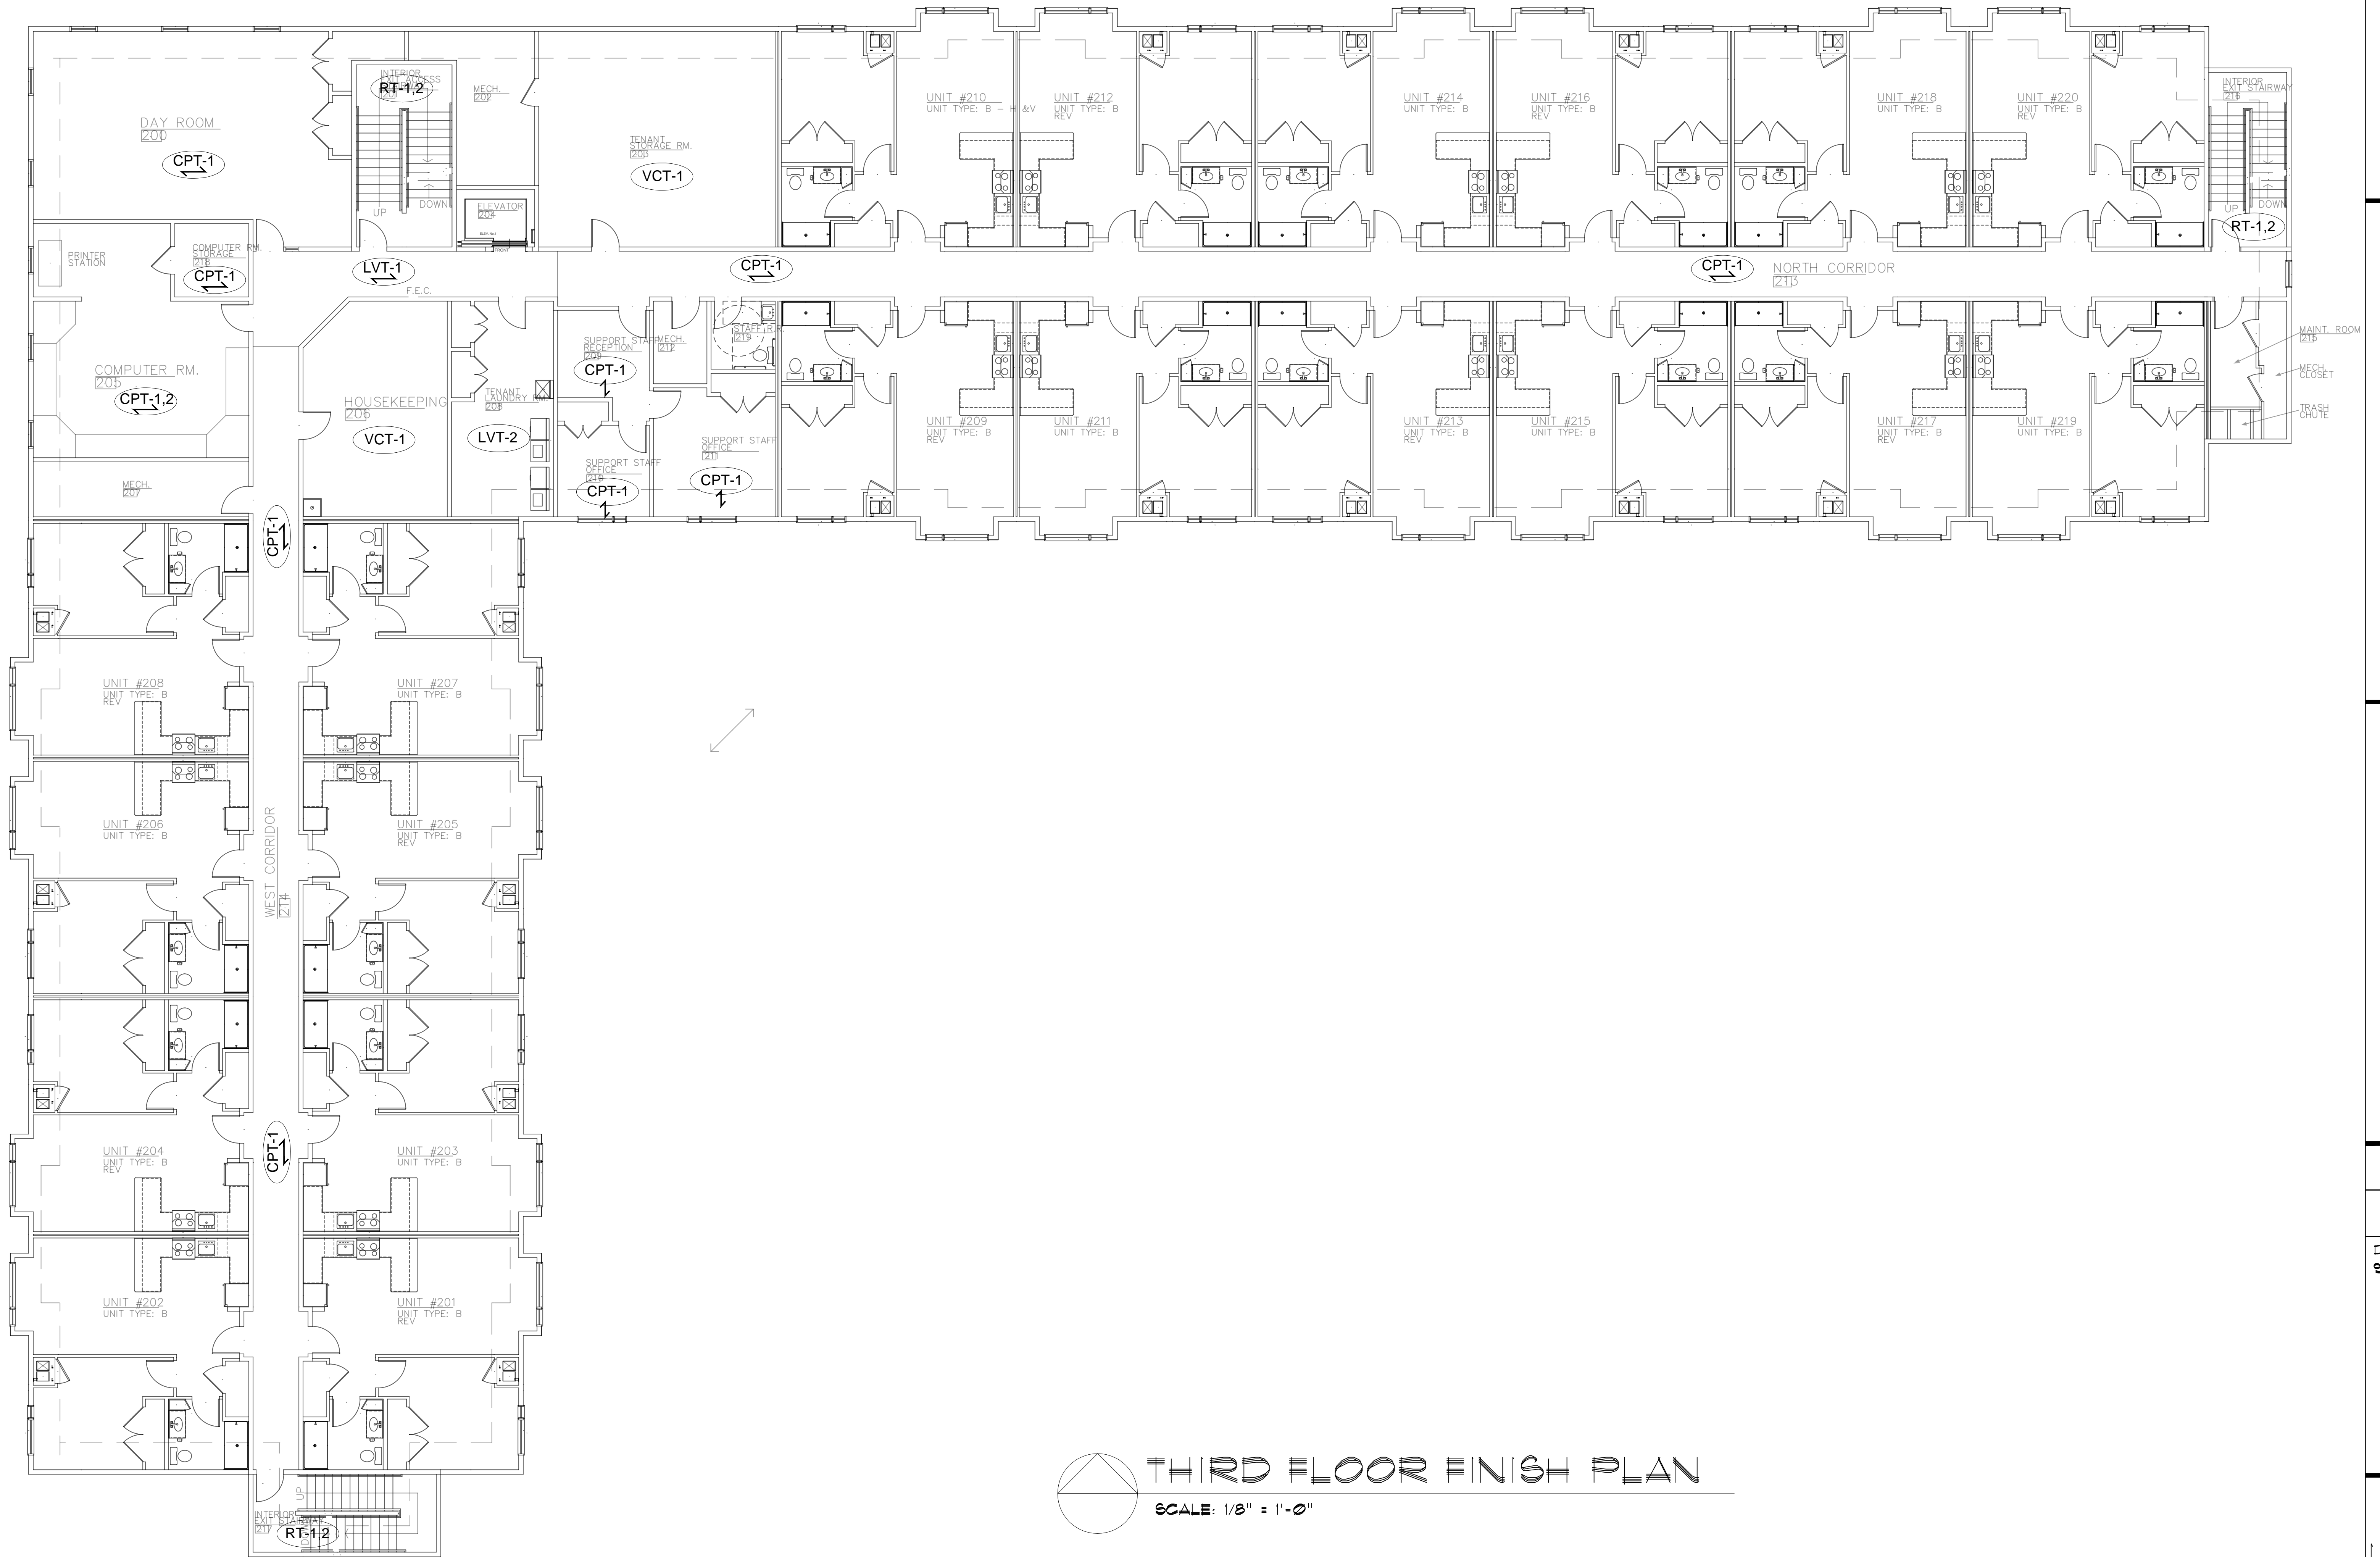 DAY ROOM
200
CPT-1
INTERIOR
EXIT ACCESS
RT-1,2
UP
DOWN
MECH.
202
ELEVATOR
204
FRONT
TENANT
STORAGE RM.
203
VCT-1
UNIT #210
UNIT TYPE: B - H &V
UNIT #212
UNIT TYPE: B
REV
UNIT #214
UNIT TYPE: B
UNIT #216
UNIT TYPE: B
REV
UNIT #218
UNIT TYPE: B
UNIT #220
UNIT TYPE: B
REV
INTERIOR
EXIT STAIRWAY
216
UP
DOWN
RT-1,2
PRINTER
STATION
COMPUTER RM.
STORAGE
218
CPT-1
LVT-1
F.E.C.
CPT-1
CPT-1
NORTH CORRIDOR
213
COMPUTER RM.
205
CPT-1,2
HOUSEKEEPING
206
VCT-1
TENANT
LAUNDRY RM.
208
LVT-2
SUPPORT STAFF
RECEPTION
209
CPT-1
MECH.
212
STAFF R.R.
219
SUPPORT STAFF
OFFICE
210
CPT-1
SUPPORT STAFF
OFFICE
211
CPT-1
UNIT #209
UNIT TYPE: B
REV
UNIT #211
UNIT TYPE: B
UNIT #213
UNIT TYPE: B
REV
UNIT #215
UNIT TYPE: B
UNIT #217
UNIT TYPE: B
REV
UNIT #219
UNIT TYPE: B
MAINT. ROOM
215
MECH.
CLOSET
TRASH
CHUTE
MECH.
207
CPT-1
UNIT #208
UNIT TYPE: B
REV
UNIT #207
UNIT TYPE: B
UNIT #206
UNIT TYPE: B
WEST CORRIDOR
214
UNIT #205
UNIT TYPE: B
REV
UNIT #204
UNIT TYPE: B
REV
CPT-1
UNIT #203
UNIT TYPE: B
UNIT #202
UNIT TYPE: B
UNIT #201
UNIT TYPE: B
REV
UP
INTERIOR
EXIT STAIRWAY
217
RT-1,2
THIRD FLOOR FINISH PLAN
SCALE: 1/8" = 1'-0"